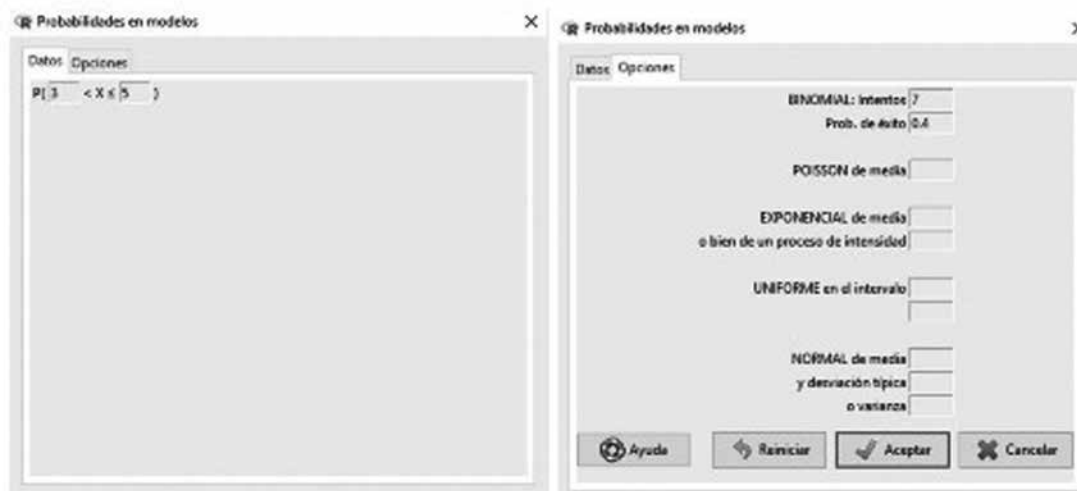 Probabilidades en modelos
Datos Opciones
P( 3 < X ≤ 5 )
Probabilidades en modelos
Datos Opciones
BINOMIAL: Intentos 7
Prob. de éxito 0.4
POISSON de media
EXPONENCIAL de media
o bien de un proceso de intensidad
UNIFORME en el intervalo
NORMAL de media
y desviación típica
o varianza
Ayuda Reiniciar Aceptar Cancelar